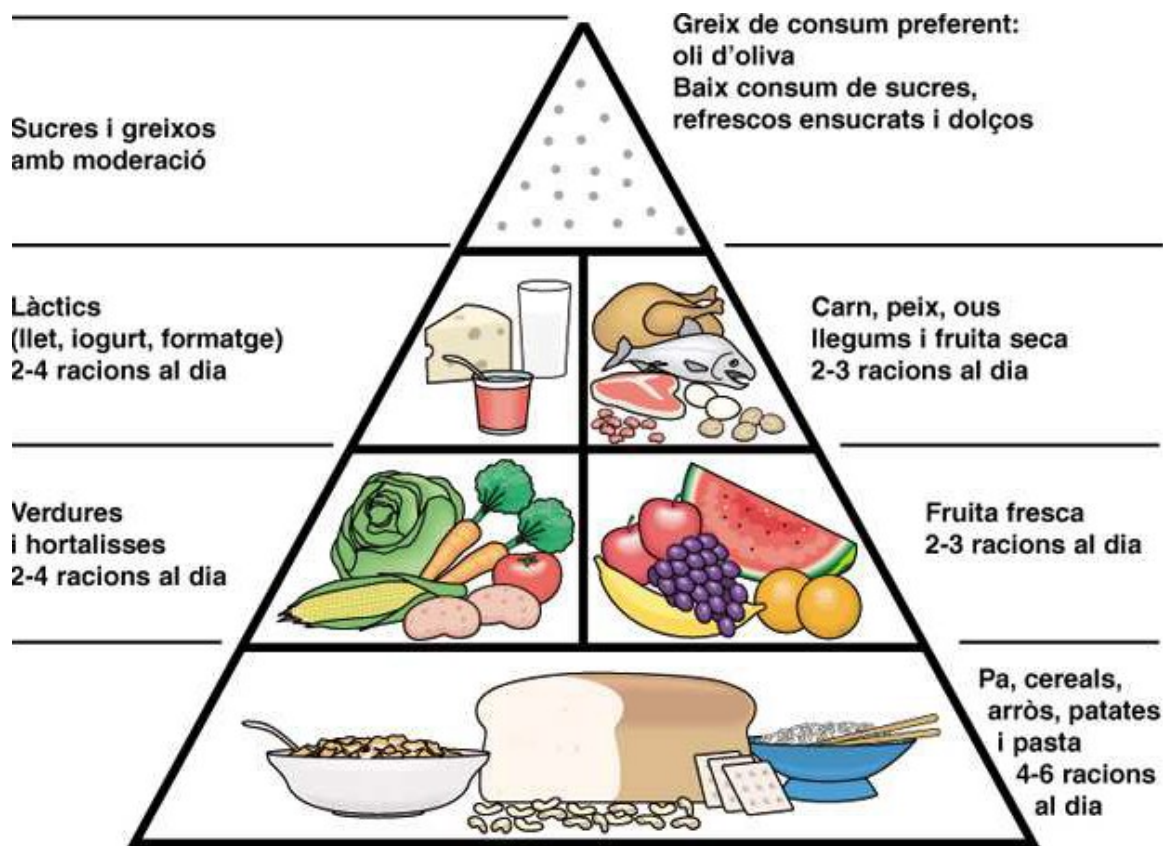 Greix de consum preferent:
oli d'oliva
Baix consum de sucres,
refrescos ensucrats i dolços
Sucres i greixos
amb moderació
Làctics
(llet, iogurt, formatge)
2-4 racions al dia
Carn, peix, ous
llegums i fruita seca
2-3 racions al dia
Verdures
i hortalisses
2-4 racions al dia
Fruita fresca
2-3 racions al dia
Pa, cereals,
arròs, patates
i pasta
4-6 racions
al dia